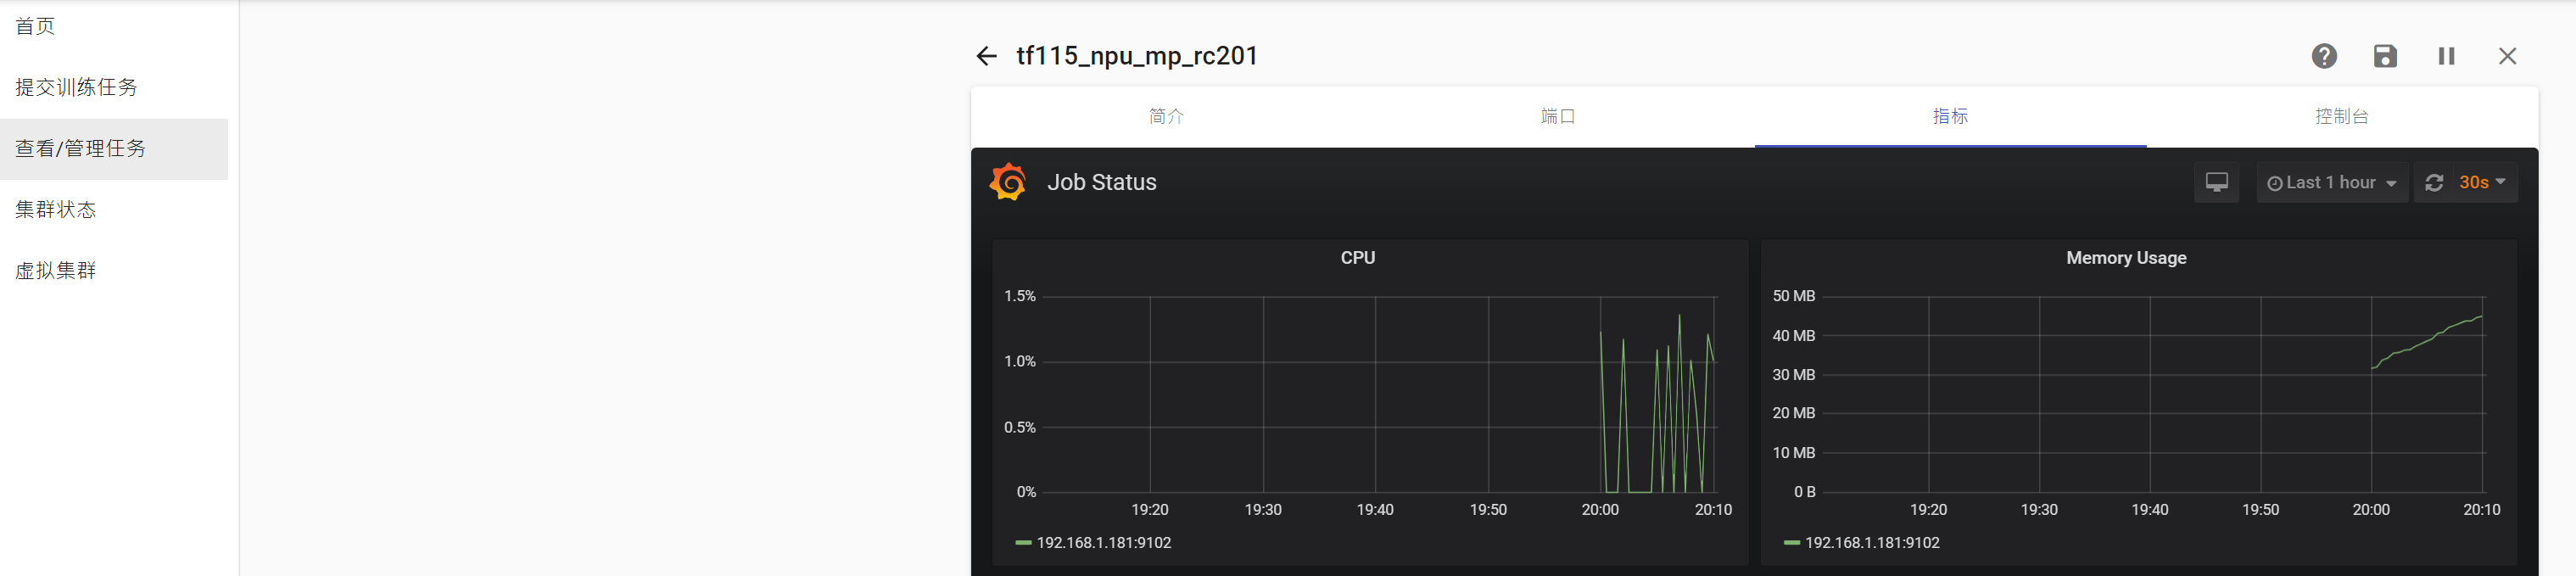 首页
提交训练任务
查看/管理任务
集群状态
虚拟集群
tf115_npu_mp_rc201
简介 端口 指标 控制台
Job Status
Last 1 hour 30s
CPU
1.5%
1.0%
0.5%
0%
19:20 19:30 19:40 19:50 20:00 20:10
192.168.1.181:9102
Memory Usage
50 MB
40 MB
30 MB
20 MB
10 MB
0 B
19:20 19:30 19:40 19:50 20:00 20:10
192.168.1.181:9102